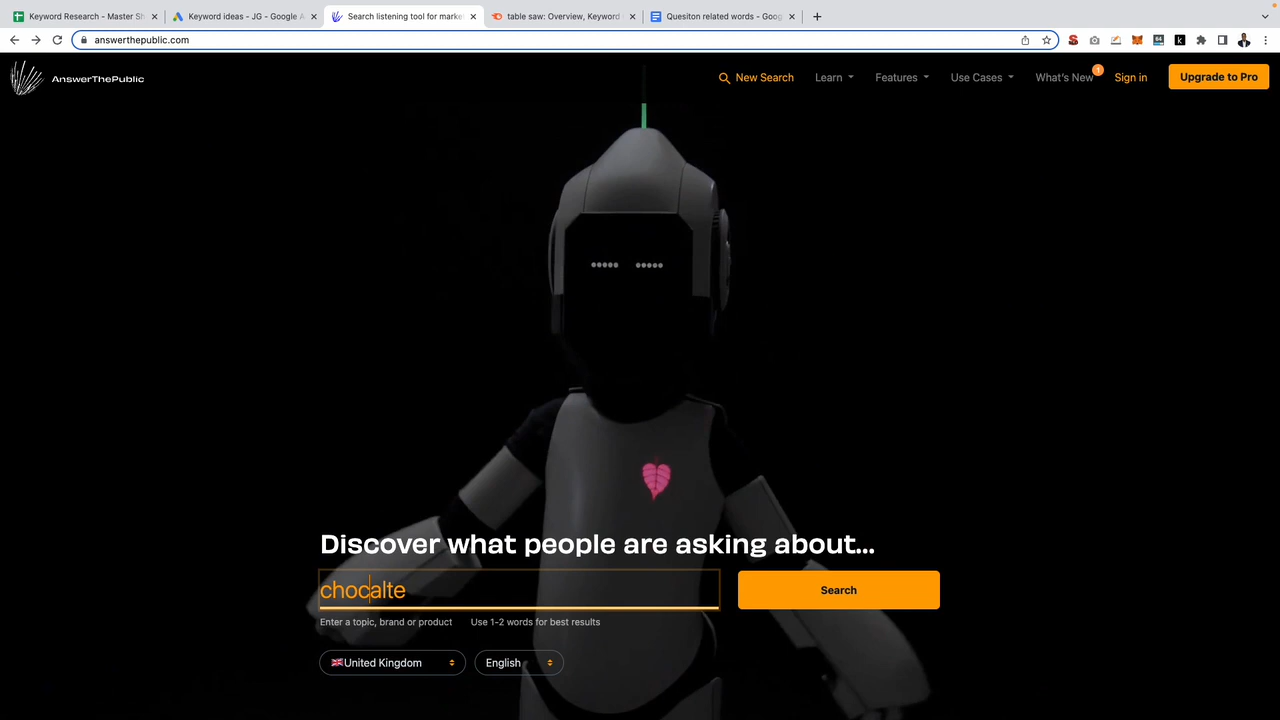 Keyword Research - Master Sh
Keyword ideas - JG - Google A
Search listening tool for marke
table saw: Overview, Keyword
Quesiton related words - Goog
answerthepublic.com
AnswerThePublic
New Search
Learn
Features
Use Cases
What's New
1
Sign in
Upgrade to Pro
Discover what people are asking about...
chocalte
Search
Enter a topic, brand or product
Use 1-2 words for best results
United Kingdom
English